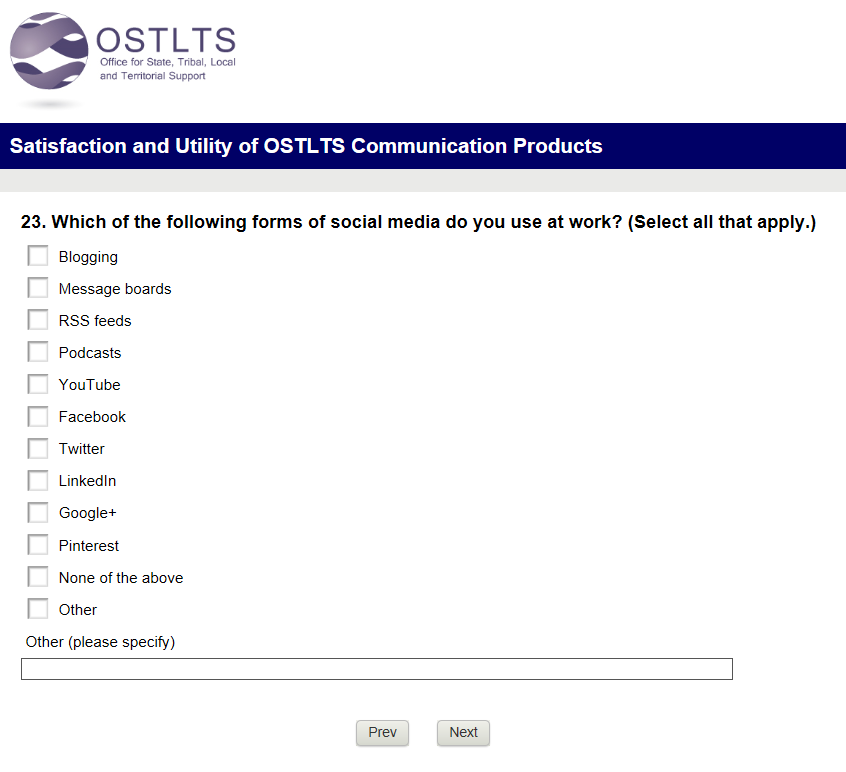 OSTLTS
Office for State, Tribal, Local
and Territorial Support
Satisfaction and Utility of OSTLTS Communication Products
23. Which of the following forms of social media do you use at work? (Select all that apply.)
Blogging
Message boards
RSS feeds
Podcasts
YouTube
Facebook
Twitter
LinkedIn
Google+
Pinterest
None of the above
Other
Other (please specify)
Prev Next